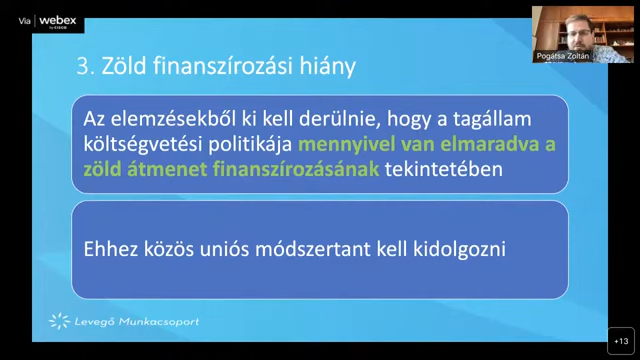 Via webex
by CISCO
Pogátsa Zoltán
3. Zöld finanszírozási hiány
Az elemzésekből ki kell derülnie, hogy a tagállam
költségvetési politikája mennyivel van elmaradva a
zöld átmenet finanszírozásának tekintetében
Ehhez közös uniós módszertant kell kidolgozni
Levegő Munkacsoport
+13